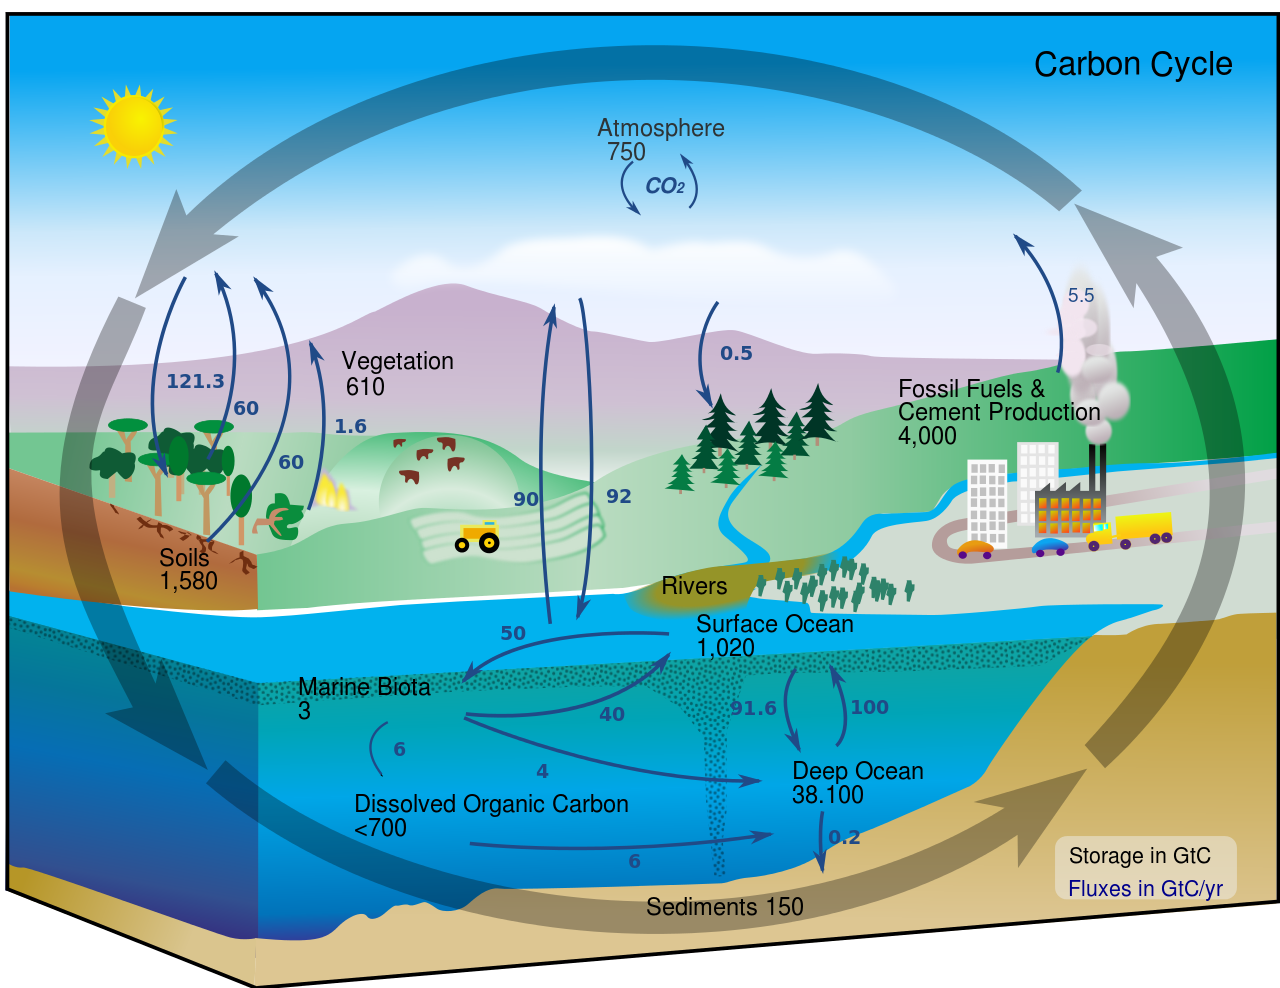 Carbon Cycle
Atmosphere
750
CO2
5.5
Vegetation
610
0.5
121.3
60
1.6
60
Fossil Fuels &
Cement Production
4,000
90
92
Soils
1,580
Rivers
Surface Ocean
1,020
50
Marine Biota
3
40
91.6
100
6
4
Deep Ocean
38.100
Dissolved Organic Carbon
<700
0.2
6
Storage in GtC
Fluxes in GtC/yr
Sediments 150